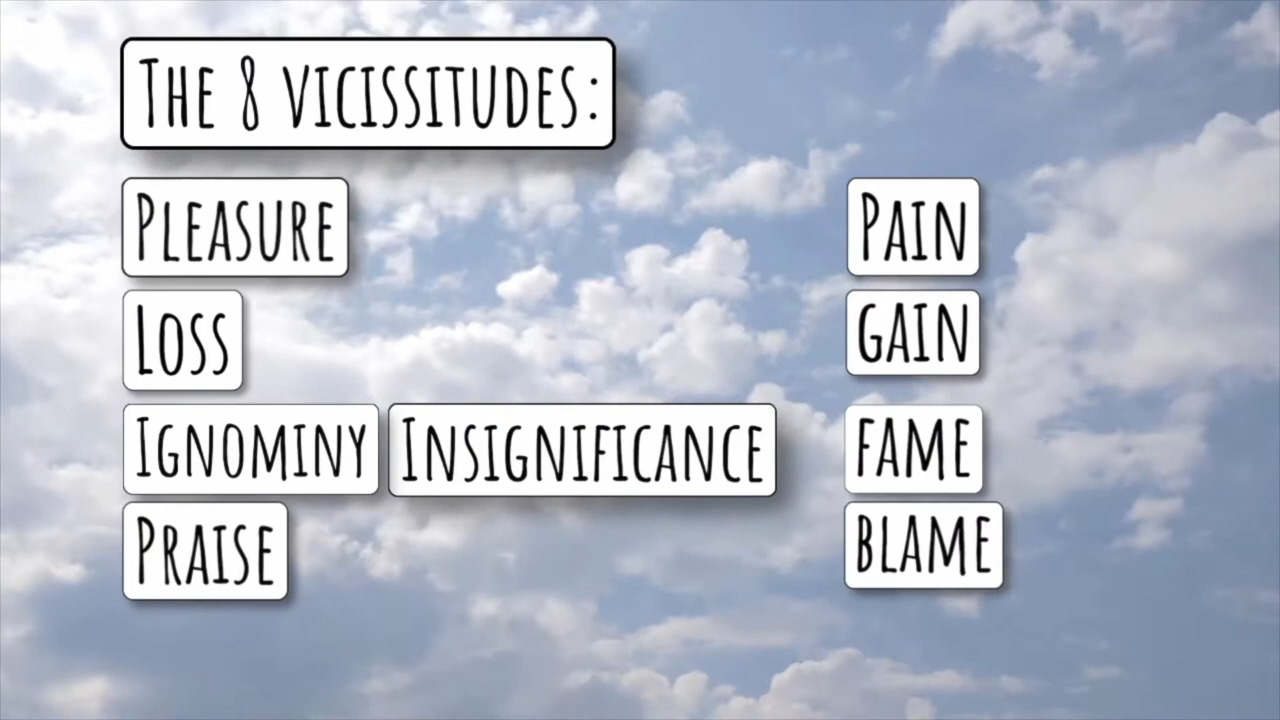 The 8 vicissitudes:
Pleasure Pain
Loss gain
Ignominy Insignificance fame
Praise blame